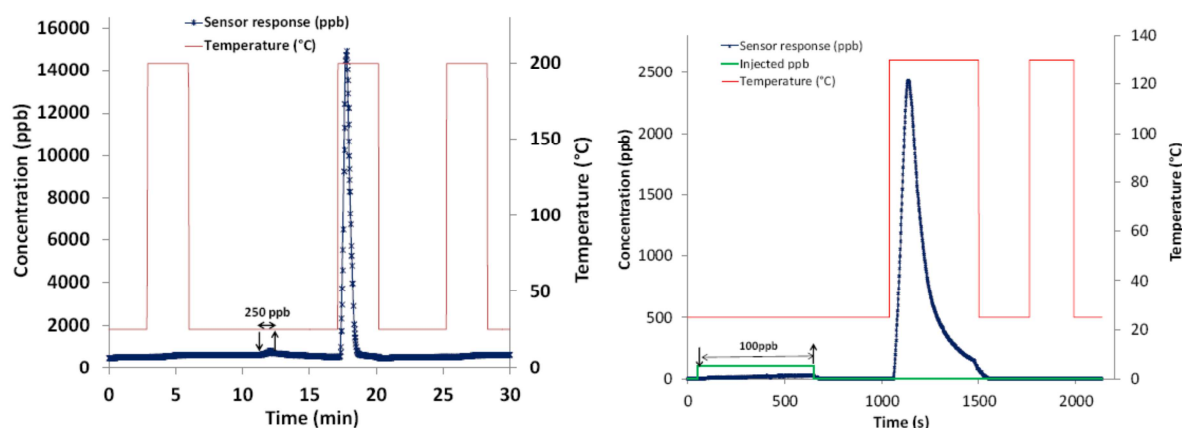 Sensor response (ppb)
Temperature (°C)
16000
14000
12000
10000
8000
6000
4000
2000
0
Concentration (ppb)
200
150
100
50
0
Temperature (°C)
250 ppb
0 5 10 15 20 25 30
Time (min)
Sensor response (ppb)
Injected ppb
Temperature (°C)
2500
2000
1500
1000
500
0
Concentration (ppb)
140
120
100
80
60
40
20
0
Temperature (°C)
100ppb
0 500 1000 1500 2000
Time (s)